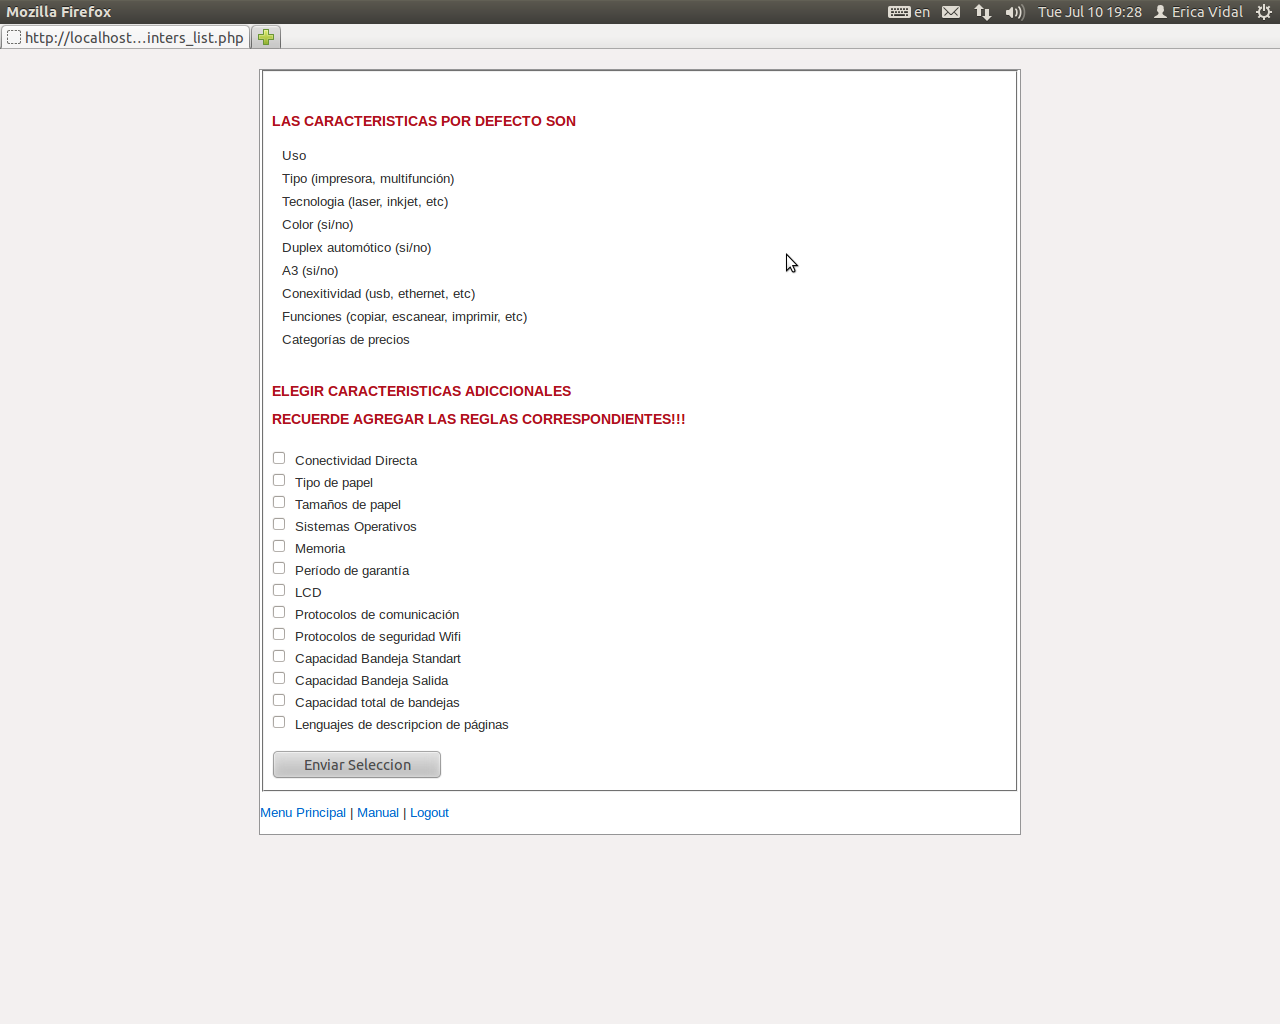 Mozilla Firefox
en
Tue Jul 10 19:28
Erica Vidal
http://localhost...inters_list.php
LAS CARACTERISTICAS POR DEFECTO SON
Uso
Tipo (impresora, multifunción)
Tecnologia (laser, inkjet, etc)
Color (si/no)
Duplex automótico (si/no)
A3 (si/no)
Conexitividad (usb, ethernet, etc)
Funciones (copiar, escanear, imprimir, etc)
Categorías de precios
ELEGIR CARACTERISTICAS ADICCIONALES
RECUERDE AGREGAR LAS REGLAS CORRESPONDIENTES!!!
Conectividad Directa
Tipo de papel
Tamaños de papel
Sistemas Operativos
Memoria
Período de garantía
LCD
Protocolos de comunicación
Protocolos de seguridad Wifi
Capacidad Bandeja Standart
Capacidad Bandeja Salida
Capacidad total de bandejas
Lenguajes de descripcion de páginas
Enviar Seleccion
Menu Principal | Manual | Logout